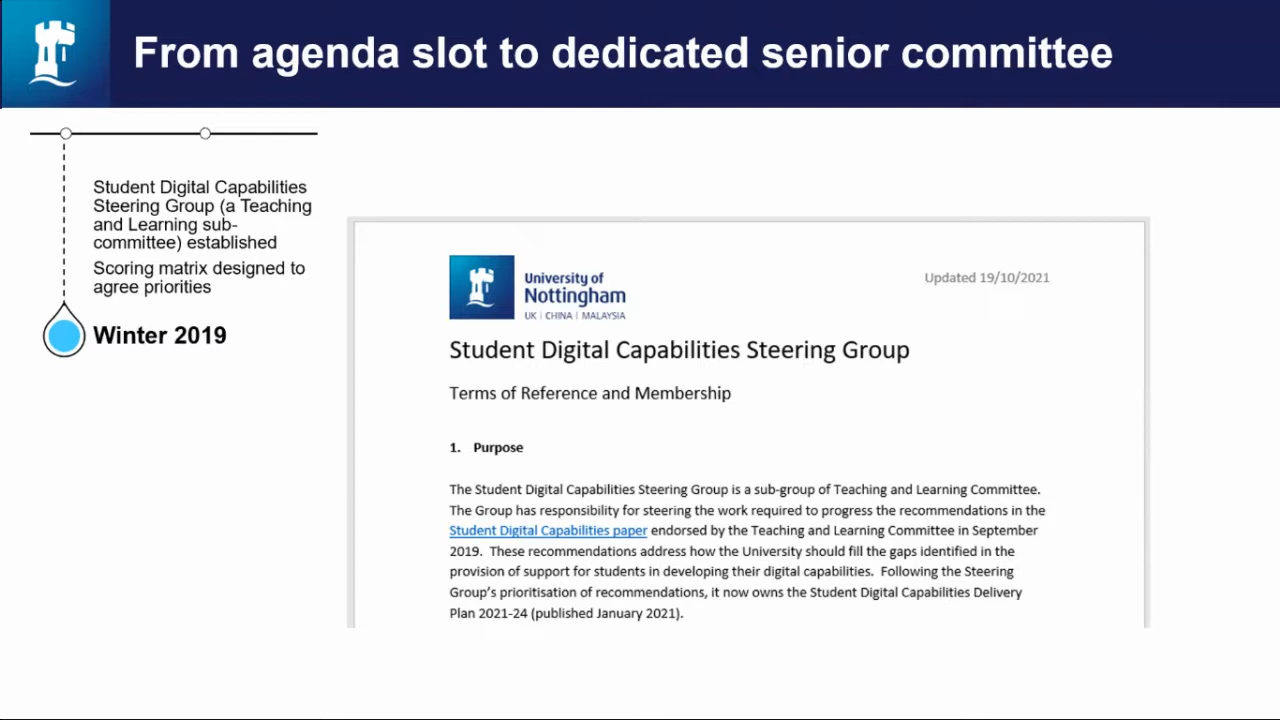 From agenda slot to dedicated senior committee
Student Digital Capabilities
Steering Group (a Teaching
and Learning sub-
committee) established
Scoring matrix designed to
agree priorities
Winter 2019
University of
Nottingham
UK | CHINA | MALAYSIA
Updated 19/10/2021
Student Digital Capabilities Steering Group
Terms of Reference and Membership
1. Purpose
The Student Digital Capabilities Steering Group is a sub-group of Teaching and Learning Committee.
The Group has responsibility for steering the work required to progress the recommendations in the
Student Digital Capabilities paper endorsed by the Teaching and Learning Committee in September
2019. These recommendations address how the University should fill the gaps identified in the
provision of support for students in developing their digital capabilities. Following the Steering
Group's prioritisation of recommendations, it now owns the Student Digital Capabilities Delivery
Plan 2021-24 (published January 2021).